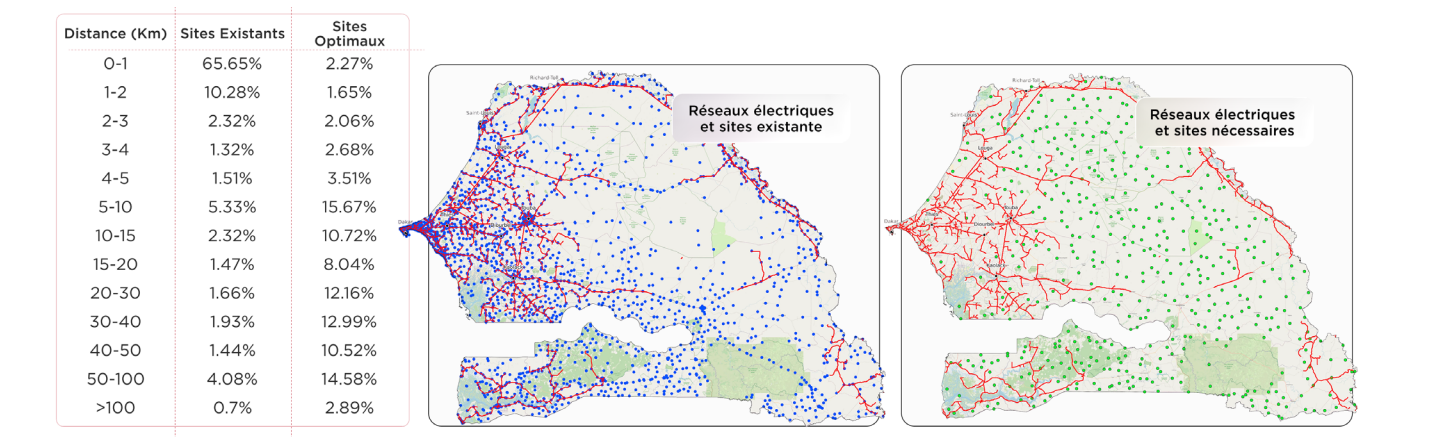 Distance (Km) Sites Existants Sites Optimaux
0-1 65.65% 2.27%
1-2 10.28% 1.65%
2-3 2.32% 2.06%
3-4 1.32% 2.68%
4-5 1.51% 3.51%
5-10 5.33% 15.67%
10-15 2.32% 10.72%
15-20 1.47% 8.04%
20-30 1.66% 12.16%
30-40 1.93% 12.99%
40-50 1.44% 10.52%
50-100 4.08% 14.58%
>100 0.7% 2.89%
Réseaux électriques
et sites existante
Richard-Toll
Dakar
Réseaux électriques
et sites nécessaires
Richard-Toll
Saint-Louis
Louga
Touba
Diourbel
Dakar